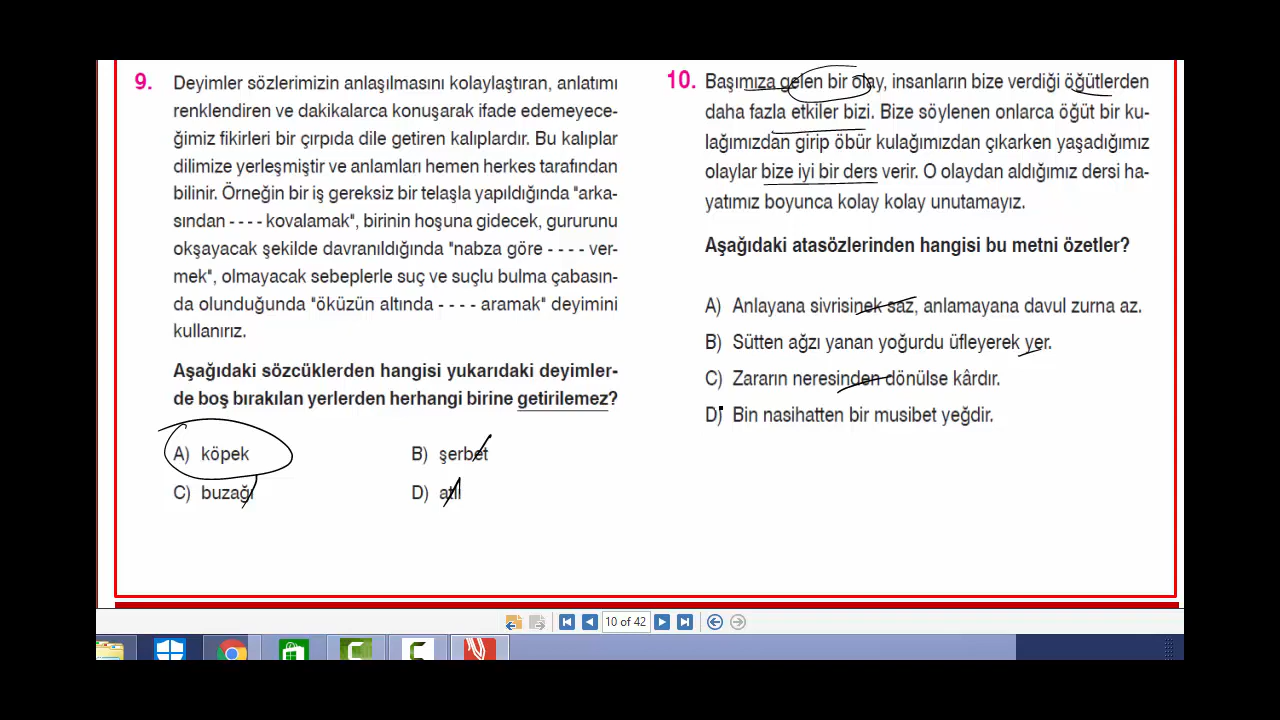 9. Deyimler sözlerimizin anlaşılmasını kolaylaştıran, anlatımı
renklendiren ve dakikalarca konuşarak ifade edemeyece-
ğimiz fikirleri bir çırpıda dile getiren kalıplardır. Bu kalıplar
dilimize yerleşmiştir ve anlamları hemen herkes tarafından
bilinir. Örneğin bir iş gereksiz bir telaşla yapıldığında "arka-
sından - - - - kovalamak", birinin hoşuna gidecek, gururunu
okşayacak şekilde davranıldığında "nabza göre - - - - ver-
mek", olmayacak sebeplerle suç ve suçlu bulma çabasın-
da olunduğunda "öküzün altında - - - - aramak" deyimini
kullanırız.
Aşağıdaki sözcüklerden hangisi yukarıdaki deyimler-
de boş bırakılan yerlerden herhangi birine getirilemez?
A) köpek
B) şerbet
C) buzağı
D) atlı
10. Başımıza gelen bir olay, insanların bize verdiği öğütlerden
daha fazla etkiler bizi. Bize söylenen onlarca öğüt bir ku-
lağımızdan girip öbür kulağımızdan çıkarken yaşadığımız
olaylar bize iyi bir ders verir. O olaydan aldığımız dersi ha-
yatımız boyunca kolay kolay unutamayız.
Aşağıdaki atasözlerinden hangisi bu metni özetler?
A) Anlayana sivrisinek saz, anlamayana davul zurna az.
B) Sütten ağzı yanan yoğurdu üfleyerek yer.
C) Zararın neresinden dönülse kârdır.
D) Bin nasihatten bir musibet yeğdir.
10 of 42